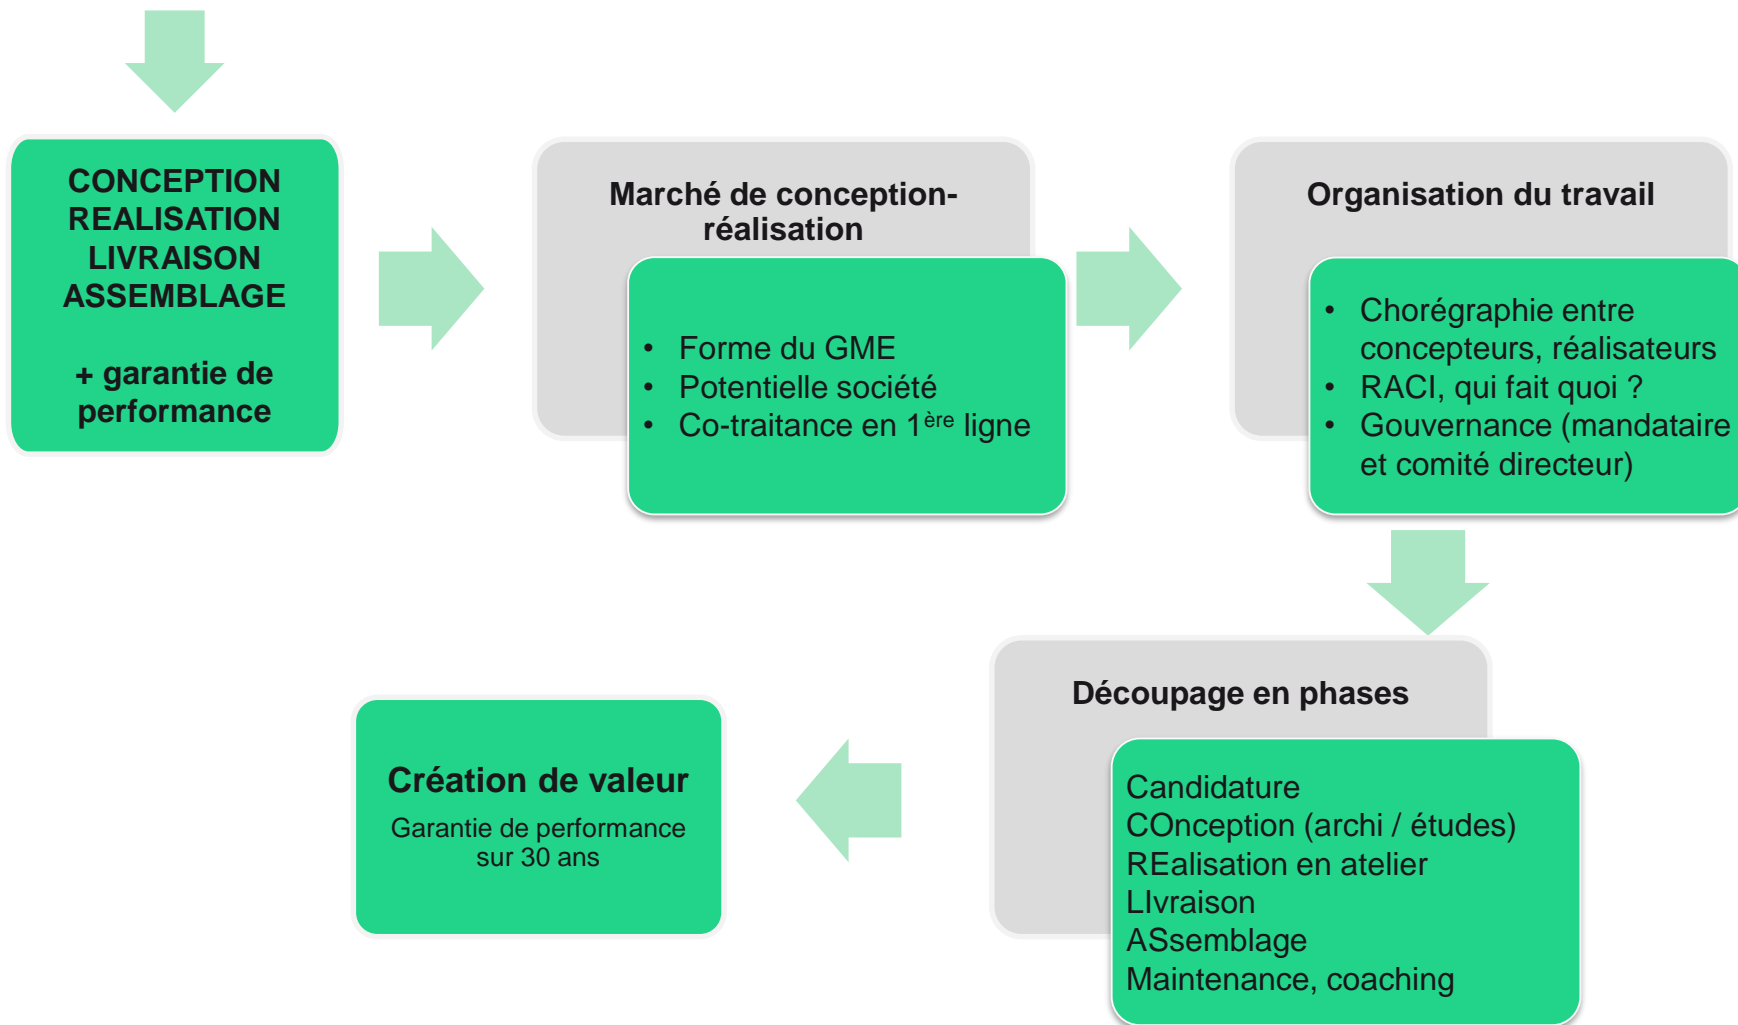 CONCEPTION
REALISATION
LIVRAISON
ASSEMBLAGE
+ garantie de
performance
Marché de conception-
réalisation
• Forme du GME
• Potentielle société
• Co-traitance en 1ère ligne
Organisation du travail
• Chorégraphie entre
concepteurs, réalisateurs
• RACI, qui fait quoi ?
• Gouvernance (mandataire
et comité directeur)
Découpage en phases
Candidature
COnception (archi / études)
REalisation en atelier
LIvraison
ASsemblage
Maintenance, coaching
Création de valeur
Garantie de performance
sur 30 ans